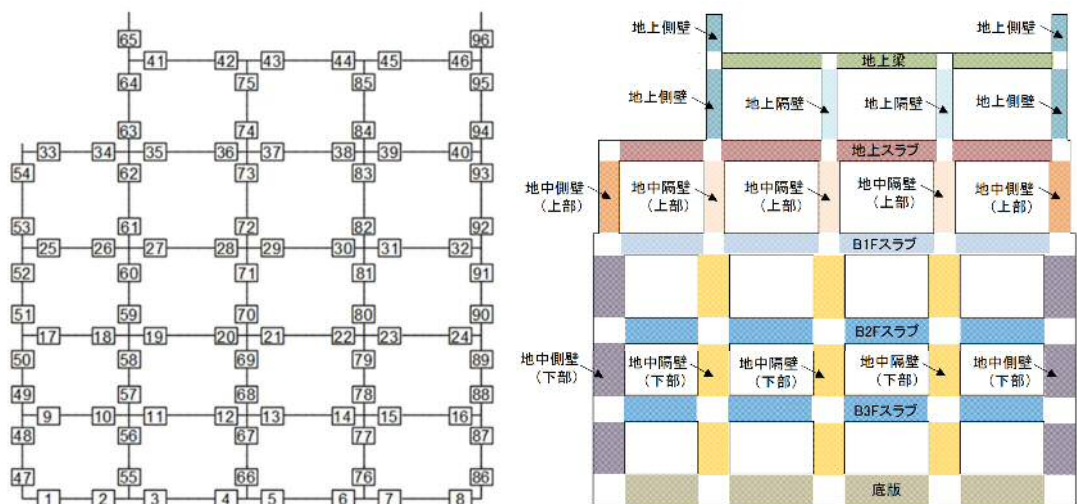 65 96
41 42 43 44 45 46
64 75 85 95
63 74 84 94
33 34 35 36 37 38 39 40
54 62 73 83 93
53 61 72 82 92
25 26 27 28 29 30 31 32
52 60 71 81 91
51 59 70 80 90
17 18 19 20 21 22 23 24
50 58 69 79 89
49 57 68 78 88
9 10 11 12 13 14 15 16
48 56 67 77 87
47 55 66 76 86
1 2 3 4 5 6 7 8
地上側壁 地上側壁
地上梁
地上側壁 地上隔壁 地上隔壁 地上側壁
地上スラブ
地中側壁 地中隔壁 地中隔壁 地中隔壁 地中側壁
(上部) (上部) (上部) (上部) (上部)
B1Fスラブ
B2Fスラブ
地中側壁 地中隔壁 地中隔壁 地中隔壁 地中側壁
(下部) (下部) (下部) (下部) (下部)
B3Fスラブ
底版